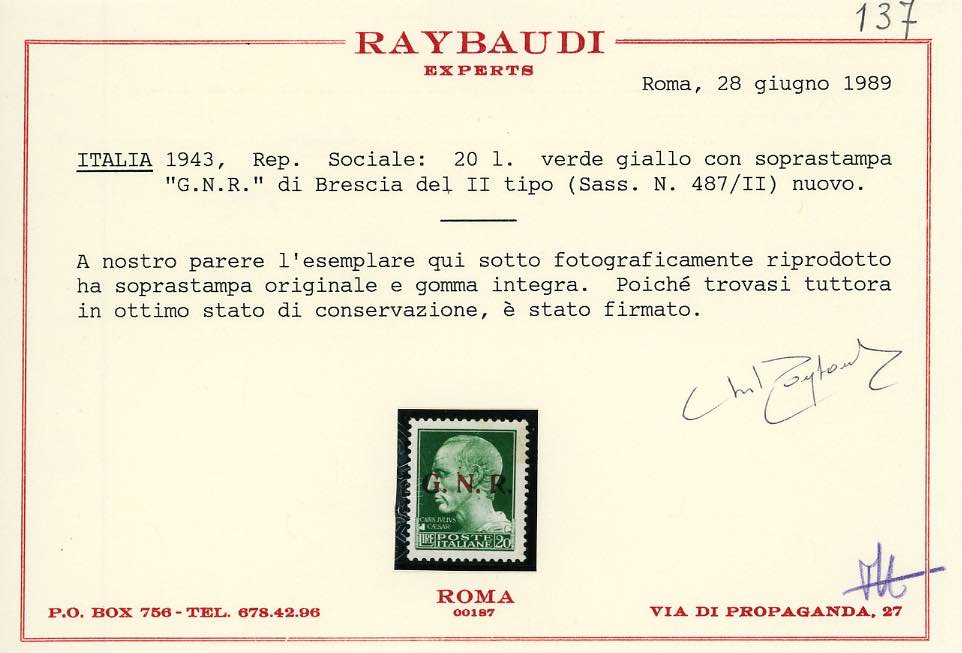 137
RAYBAUDI
EXPERTS
Roma, 28 giugno 1989
ITALIA 1943, Rep. Sociale: 20 l. verde giallo con soprastampa
"G.N.R." di Brescia del II tipo (Sass. N. 487/II) nuovo.
A nostro parere l'esemplare qui sotto fotograficamente riprodotto
ha soprastampa originale e gomma integra. Poiché trovasi tuttora
in ottimo stato di conservazione, è stato firmato.
G. N. R.
CAIVS·IVLIVS
CÆSAR
LIRE POSTE ITALIANE 20
P.O. BOX 756 - TEL. 678.42.96
ROMA
00187
VIA DI PROPAGANDA, 27